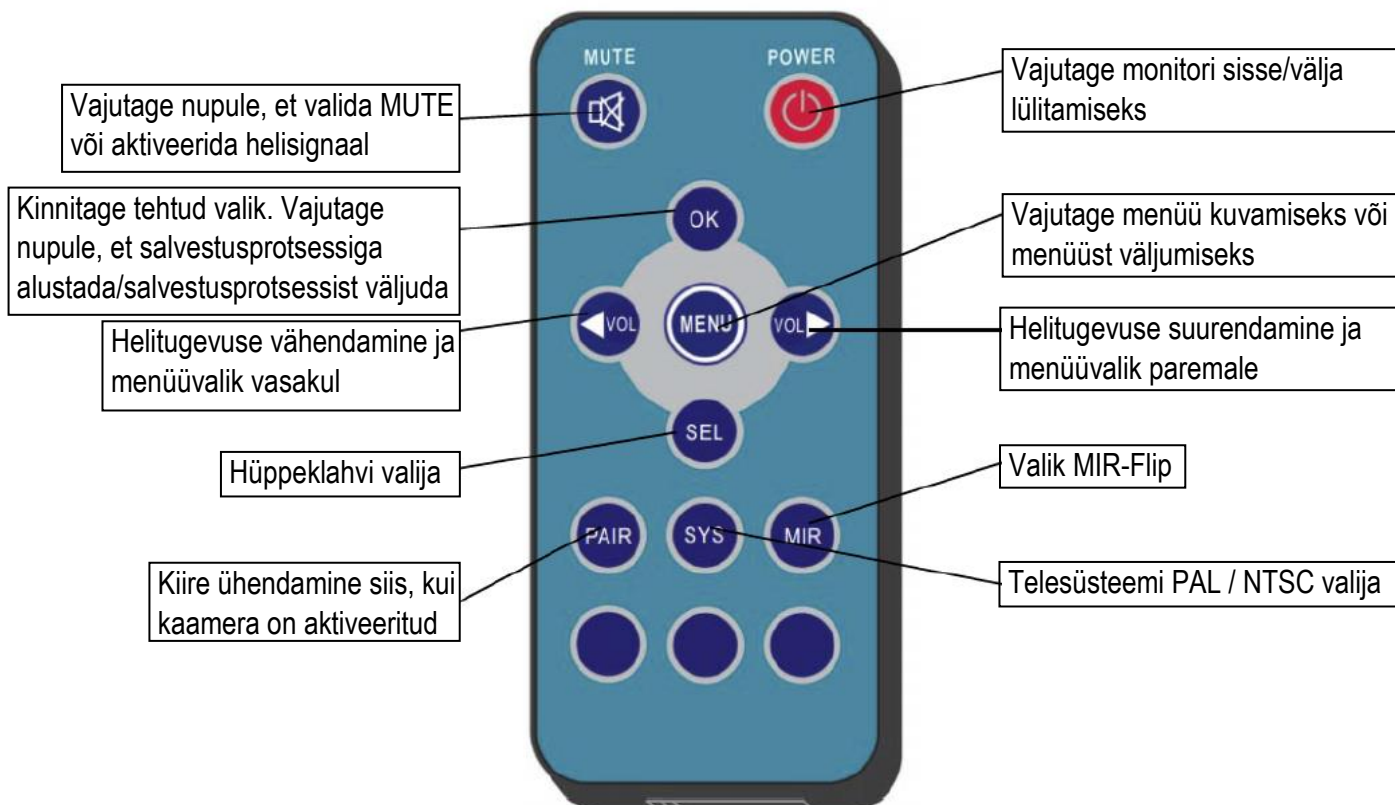 MUTE
POWER
Vajutage nupule, et valida MUTE
või aktiveerida helisignaal
Vajutage monitori sisse/välja
lülitamiseks
Kinnitage tehtud valik. Vajutage
nupule, et salvestusprotsessiga
alustada/salvestusprotsessist väljuda
OK
Vajutage menüü kuvamiseks või
menüüst väljumiseks
VOL
MENU
VOL
Helitugevuse vähendamine ja
menüüvalik vasakul
Helitugevuse suurendamine ja
menüüvalik paremale
SEL
Hüppeklahvi valija
Valik MIR-Flip
PAIR
SYS
MIR
Kiire ühendamine siis, kui
kaamera on aktiveeritud
Telesüsteemi PAL / NTSC valija